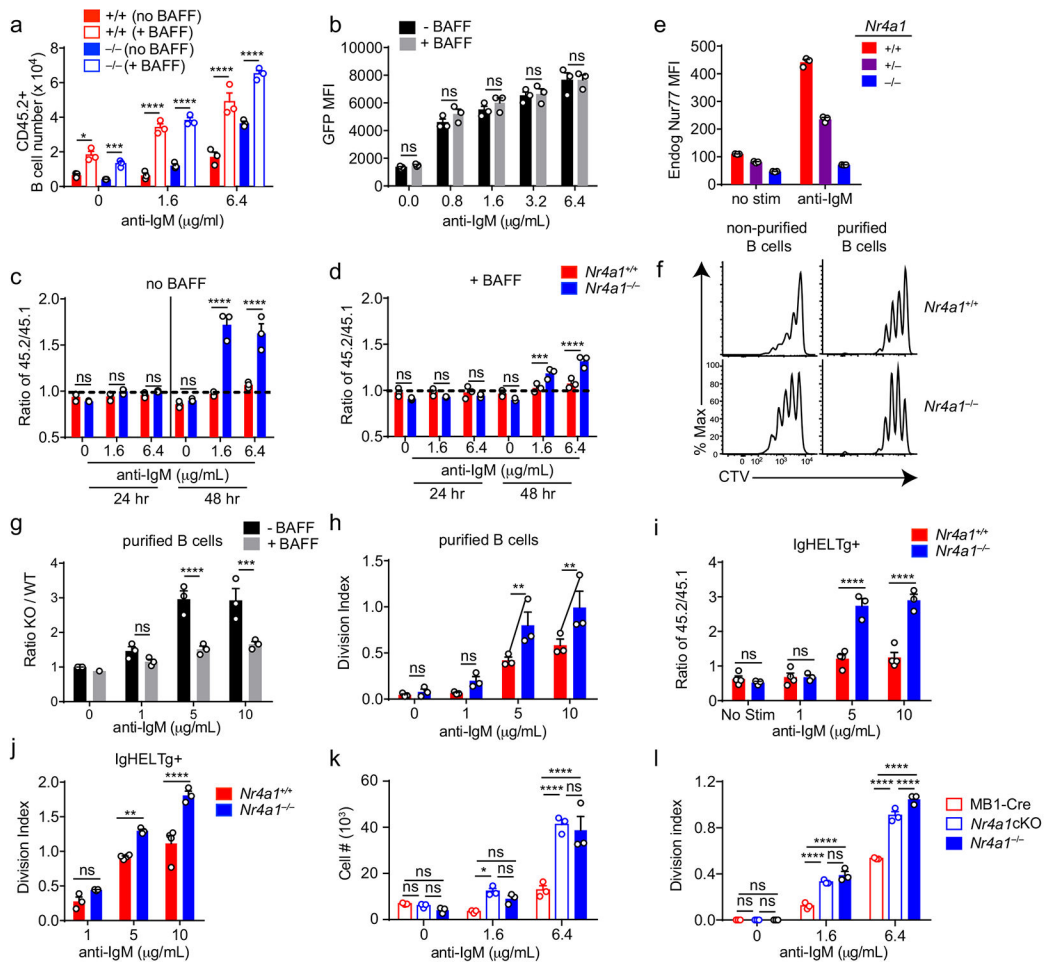 a
+/+ (no BAFF)
+/+ (+ BAFF)
–/– (no BAFF)
–/– (+ BAFF)
CD45.2+
B cell number (x 10⁴)
80
60
40
20
0
* *** **** **** **** ****
0 1.6 6.4
anti-IgM (μg/ml)
b
- BAFF
+ BAFF
GFP MFI
10000
8000
6000
4000
2000
0
ns ns ns ns ns
0.0 0.8 1.6 3.2 6.4
anti-IgM (μg/mL)
e
Nr4a1
+/+
+/–
–/–
Endog Nur77 MFI
500
400
300
200
100
0
no stim anti-IgM
c
no BAFF
Ratio of 45.2/45.1
2.0
1.5
1.0
0.5
ns ns ns ns **** ****
0 1.6 6.4 0 1.6 6.4
anti-IgM (μg/mL)
24 hr 48 hr
d
+ BAFF
Nr4a1+/+
Nr4a1–/–
Ratio of 45.2/45.1
2.0
1.5
1.0
0.5
ns ns ns ns *** ****
0 1.6 6.4 0 1.6 6.4
anti-IgM (μg/mL)
24 hr 48 hr
f
non-purified
B cells
purified
B cells
Nr4a1+/+
Nr4a1–/–
% Max
100
80
60
40
20
0
0 10² 10³ 10⁴
CTV
g
- BAFF
+ BAFF
purified B cells
Ratio KO / WT
4
3
2
1
0
ns **** ***
0 1 5 10
anti-IgM (μg/mL)
h
purified B cells
Division Index
1.5
1.0
0.5
0.0
ns ns ** **
0 1 5 10
anti-IgM (μg/mL)
i
IgHELTg+
Nr4a1+/+
Nr4a1–/–
Ratio of 45.2/45.1
4
3
2
1
0
ns ns **** ****
No Stim 1 5 10
anti-IgM (μg/mL)
j
IgHELTg+
Nr4a1+/+
Nr4a1–/–
Division Index
2.0
1.5
1.0
0.5
0.0
ns ** ****
1 5 10
anti-IgM (μg/mL)
k
Cell # (10³)
60
40
20
0
ns ns ns
ns * ns
**** **** ns
0 1.6 6.4
anti-IgM (μg/mL)
l
Division index
1.2
0.8
0.4
0.0
ns ns ns
**** **** ns
**** **** ****
0 1.6 6.4
anti-IgM (μg/mL)
MB1-Cre
Nr4a1cKO
Nr4a1–/–